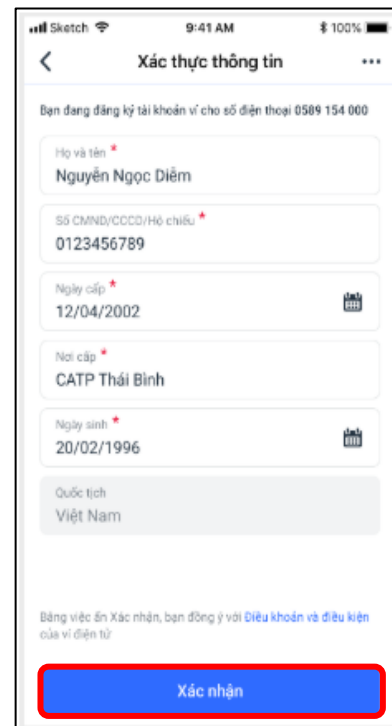 Sketch 9:41 AM 100%
Xác thực thông tin
Bạn đang đăng ký tài khoản ví cho số điện thoại 0589 154 000
Họ và tên *
Nguyễn Ngọc Diễm
Số CMND/CCCD/Hộ chiếu *
0123456789
Ngày cấp *
12/04/2002
Nơi cấp *
CATP Thái Bình
Ngày sinh *
20/02/1996
Quốc tịch
Việt Nam
Bằng việc ấn Xác nhận, bạn đồng ý với Điều khoản và điều kiện
của ví điện tử
Xác nhận